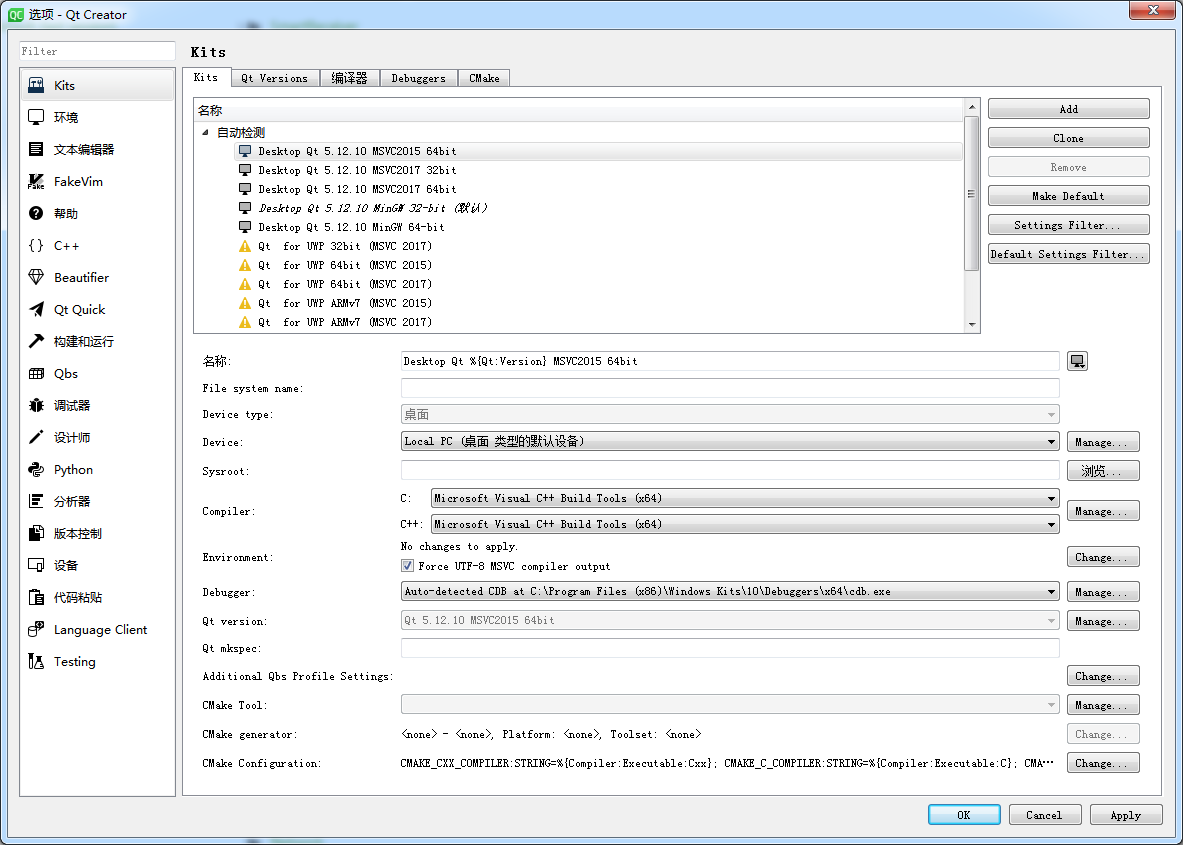 选项 - Qt Creator
Filter
Kits
环境
文本编辑器
FakeVim
帮助
C++
Beautifier
Qt Quick
构建和运行
Qbs
调试器
设计师
Python
分析器
版本控制
设备
代码粘贴
Language Client
Testing
Kits
Kits Qt Versions 编译器 Debuggers CMake
名称
自动检测
Desktop Qt 5.12.10 MSVC2015 64bit
Desktop Qt 5.12.10 MSVC2017 32bit
Desktop Qt 5.12.10 MSVC2017 64bit
Desktop Qt 5.12.10 MinGW 32-bit (默认)
Desktop Qt 5.12.10 MinGW 64-bit
Qt for UWP 32bit (MSVC 2017)
Qt for UWP 64bit (MSVC 2015)
Qt for UWP 64bit (MSVC 2017)
Qt for UWP ARMv7 (MSVC 2015)
Qt for UWP ARMv7 (MSVC 2017)
Add
Clone
Remove
Make Default
Settings Filter...
Default Settings Filter...
名称: Desktop Qt %{Qt:Version} MSVC2015 64bit
File system name:
Device type: 桌面
Device: Local PC (桌面 类型的默认设备) Manage...
Sysroot: 浏览...
Compiler: C: Microsoft Visual C++ Build Tools (x64)
C++: Microsoft Visual C++ Build Tools (x64) Manage...
Environment: No changes to apply.
Force UTF-8 MSVC compiler output Change...
Debugger: Auto-detected CDB at C:\Program Files (x86)\Windows Kits\10\Debuggers\x64\cdb.exe Manage...
Qt version: Qt 5.12.10 MSVC2015 64bit Manage...
Qt mkspec:
Additional Qbs Profile Settings: Change...
CMake Tool: Manage...
CMake generator: <none> - <none>, Platform: <none>, Toolset: <none> Change...
CMake Configuration: CMAKE_CXX_COMPILER:STRING=%{Compiler:Executable:Cxx}; CMAKE_C_COMPILER:STRING=%{Compiler:Executable:C}; CMA... Change...
OK Cancel Apply